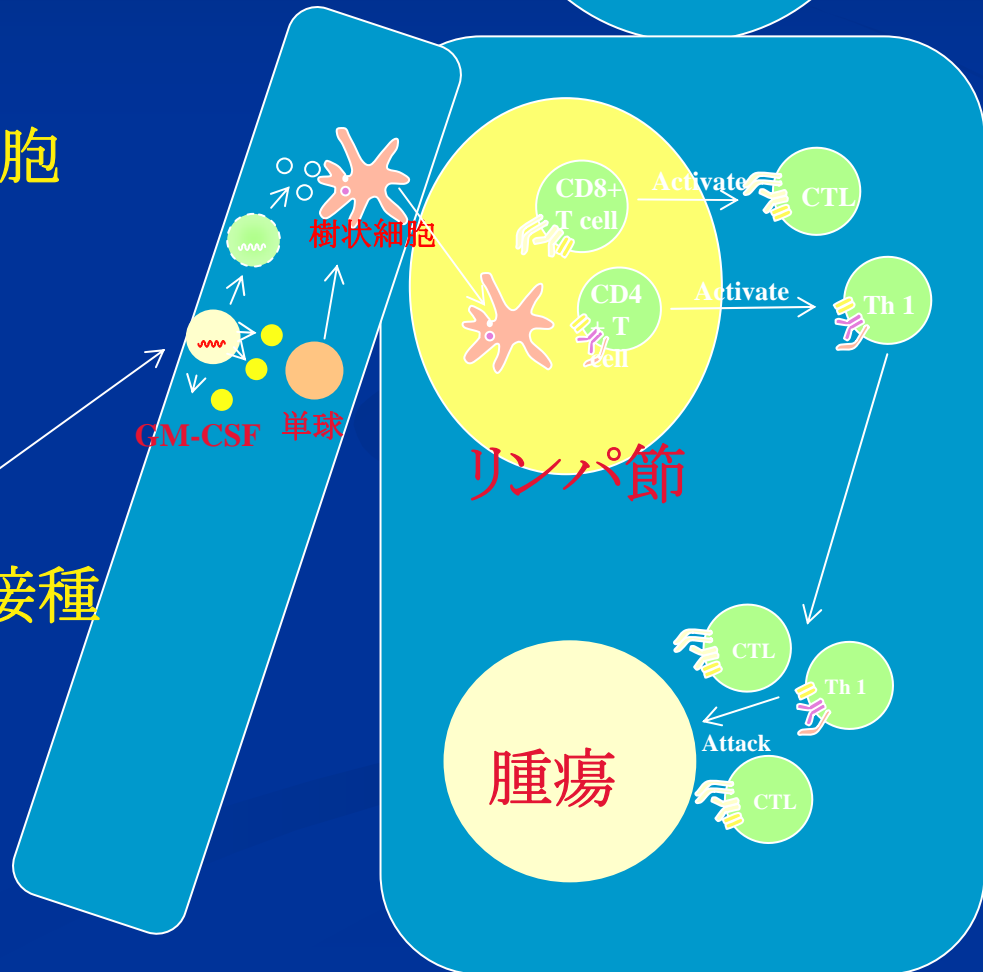 胞
樹状細胞
GM-CSF
単球
接種
CD8+
T cell
Activate
CTL
CD4
+ T
cell
Activate
Th 1
リンパ節
CTL
Th 1
Attack
腫瘍
CTL